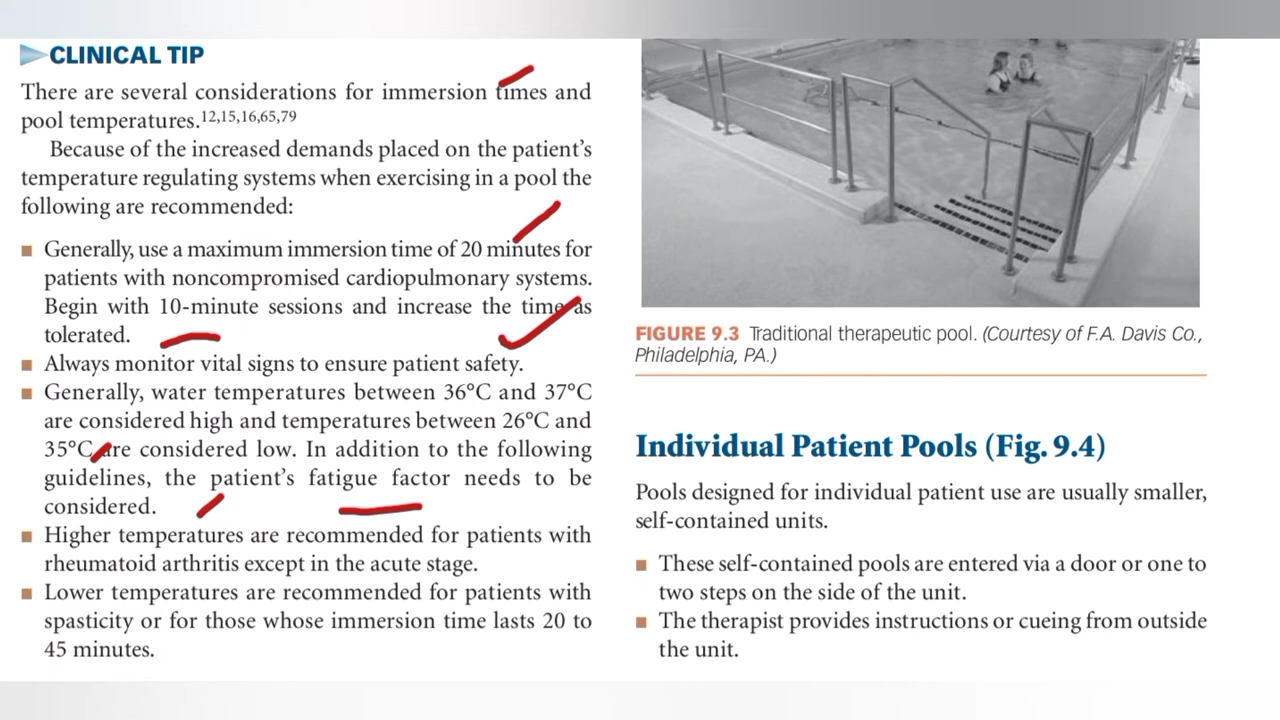 CLINICAL TIP
There are several considerations for immersion times and
pool temperatures.12,15,16,65,79
Because of the increased demands placed on the patient's
temperature regulating systems when exercising in a pool the
following are recommended:
■ Generally, use a maximum immersion time of 20 minutes for
patients with noncompromised cardiopulmonary systems.
Begin with 10-minute sessions and increase the time as
tolerated.
■ Always monitor vital signs to ensure patient safety.
■ Generally, water temperatures between 36°C and 37°C
are considered high and temperatures between 26°C and
35°C are considered low. In addition to the following
guidelines, the patient's fatigue factor needs to be
considered.
■ Higher temperatures are recommended for patients with
rheumatoid arthritis except in the acute stage.
■ Lower temperatures are recommended for patients with
spasticity or for those whose immersion time lasts 20 to
45 minutes.
FIGURE 9.3 Traditional therapeutic pool. (Courtesy of F.A. Davis Co.,
Philadelphia, PA.)
Individual Patient Pools (Fig. 9.4)
Pools designed for individual patient use are usually smaller,
self-contained units.
■ These self-contained pools are entered via a door or one to
two steps on the side of the unit.
■ The therapist provides instructions or cueing from outside
the unit.